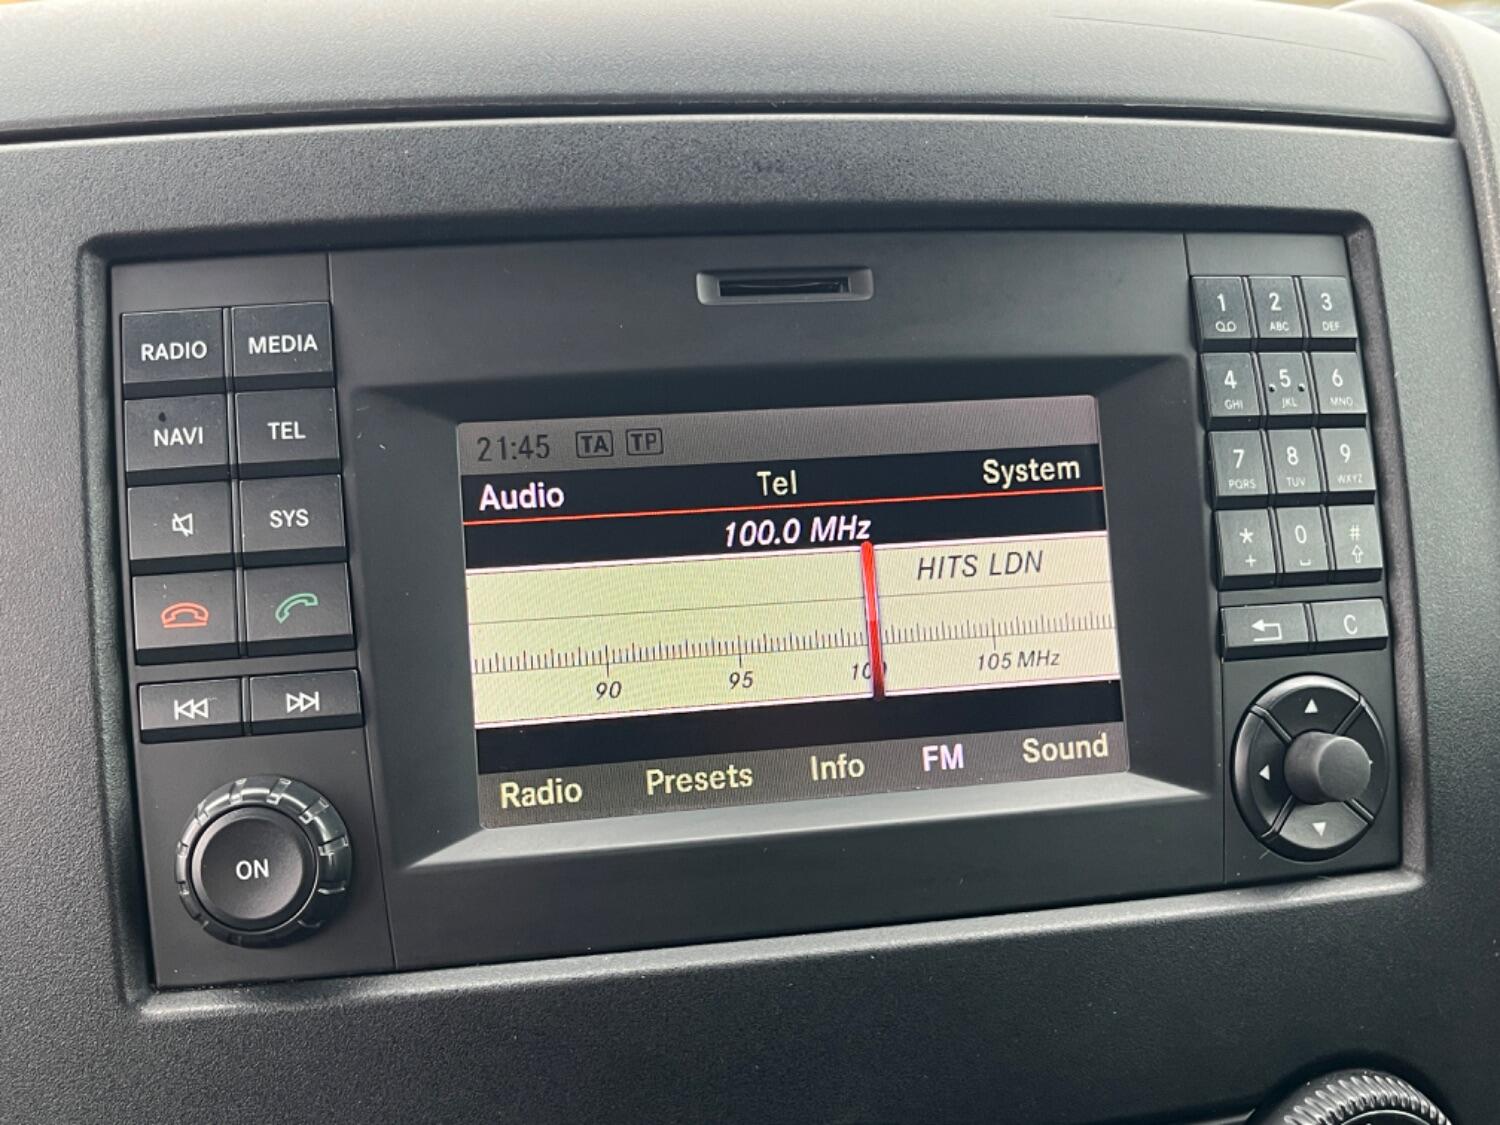 RADIO MEDIA
NAVI TEL
SYS
ON
21:45 TA TP
Audio Tel System
100.0 MHz
HITS LDN
90 95 100 105 MHz
Radio Presets Info FM Sound
1 2 3
ABC DEF
4 5 6
GHI JKL MNO
7 8 9
PQRS TUV WXYZ
* 0 #
+
C